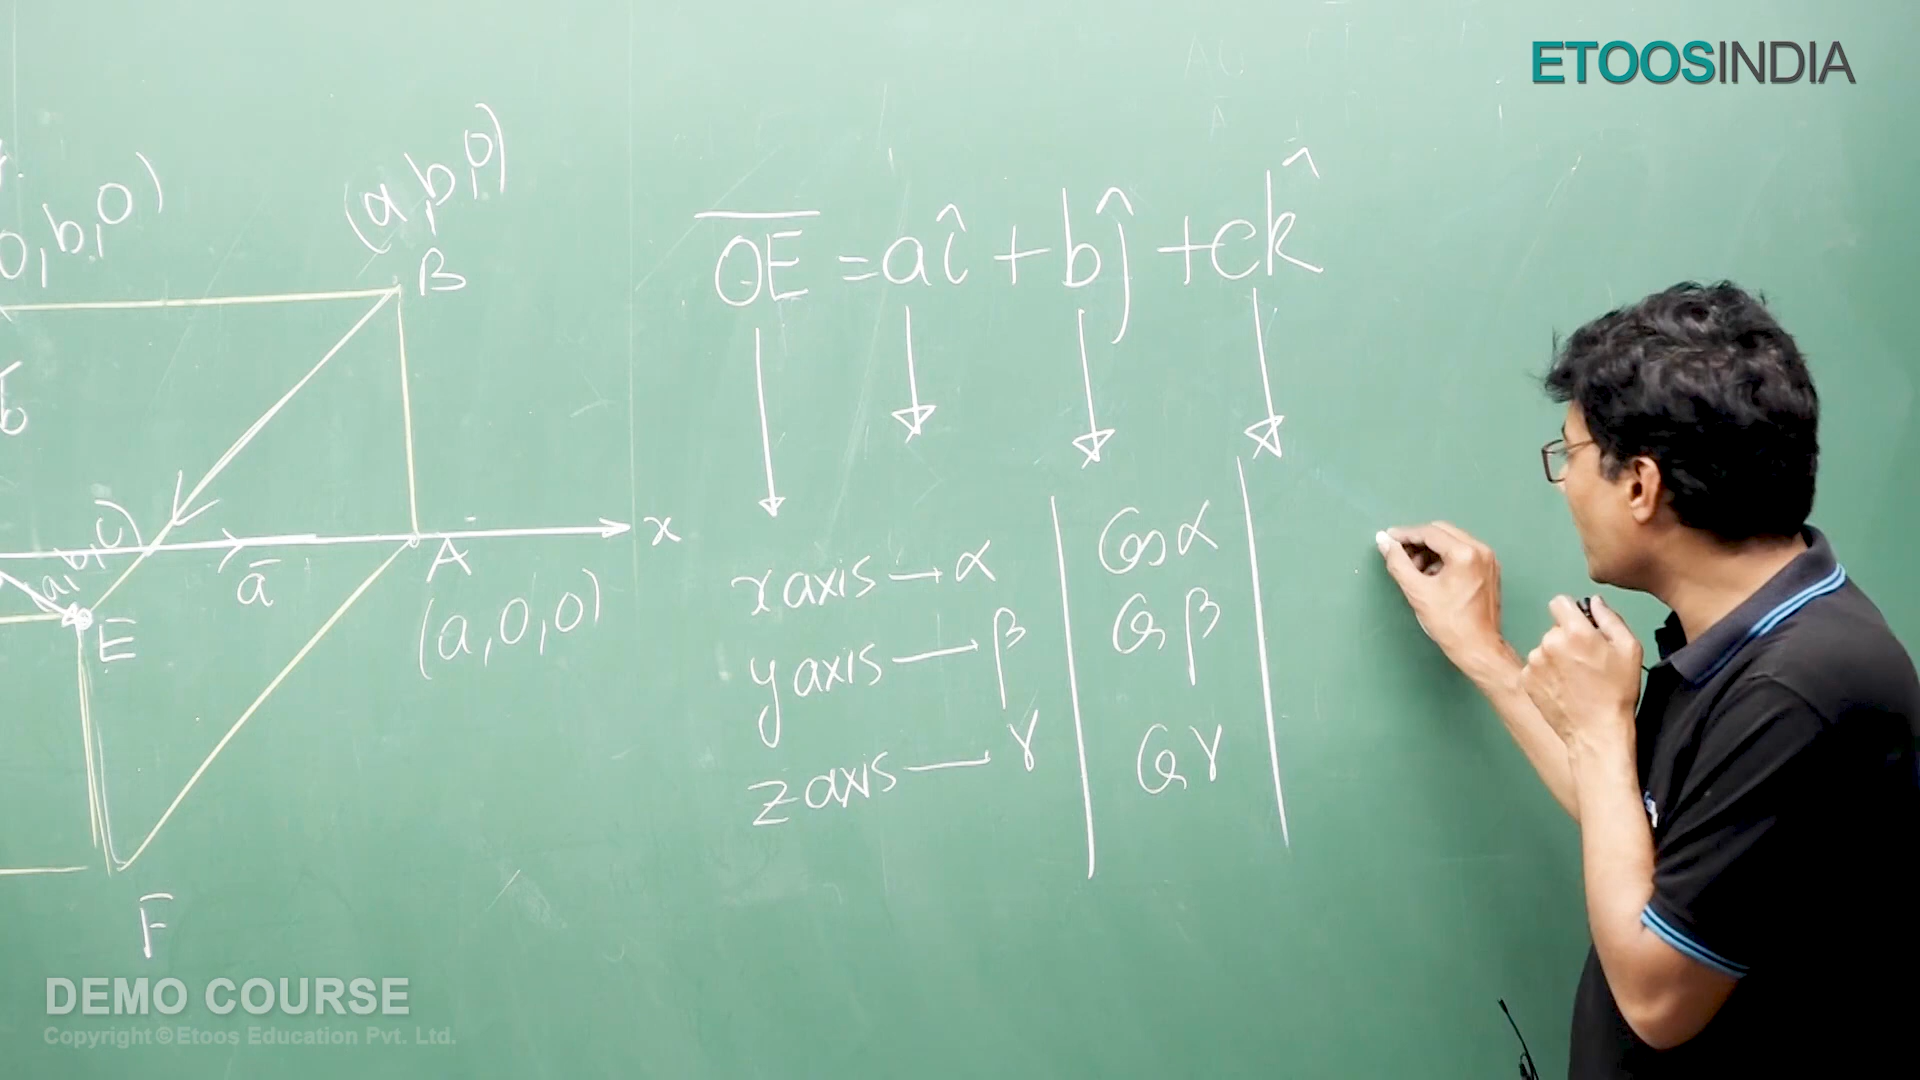 ETOOSINDIA
(a, b, 0)
0, b, 0)
B
OE = aî + bĵ + ck̂
b
x
a, b, c)
ā
A
(a, 0, 0)
E
x axis → α | Cos α |
y axis — β | Cos β |
z axis — γ | Cos γ |
F
DEMO COURSE
Copyright © Etoos Education Pvt. Ltd.